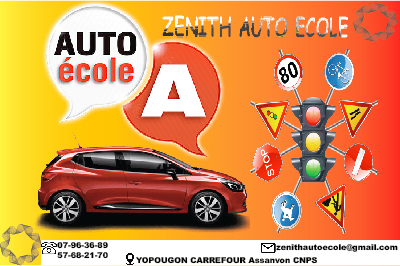 ZENITH AUTO ECOLE
AUTO
école
A
80
STOP
07-96-36-89
57-68-21-70
YOPOUGON CARREFOUR Assanvon CNPS
zenithautoecole@gmail.com